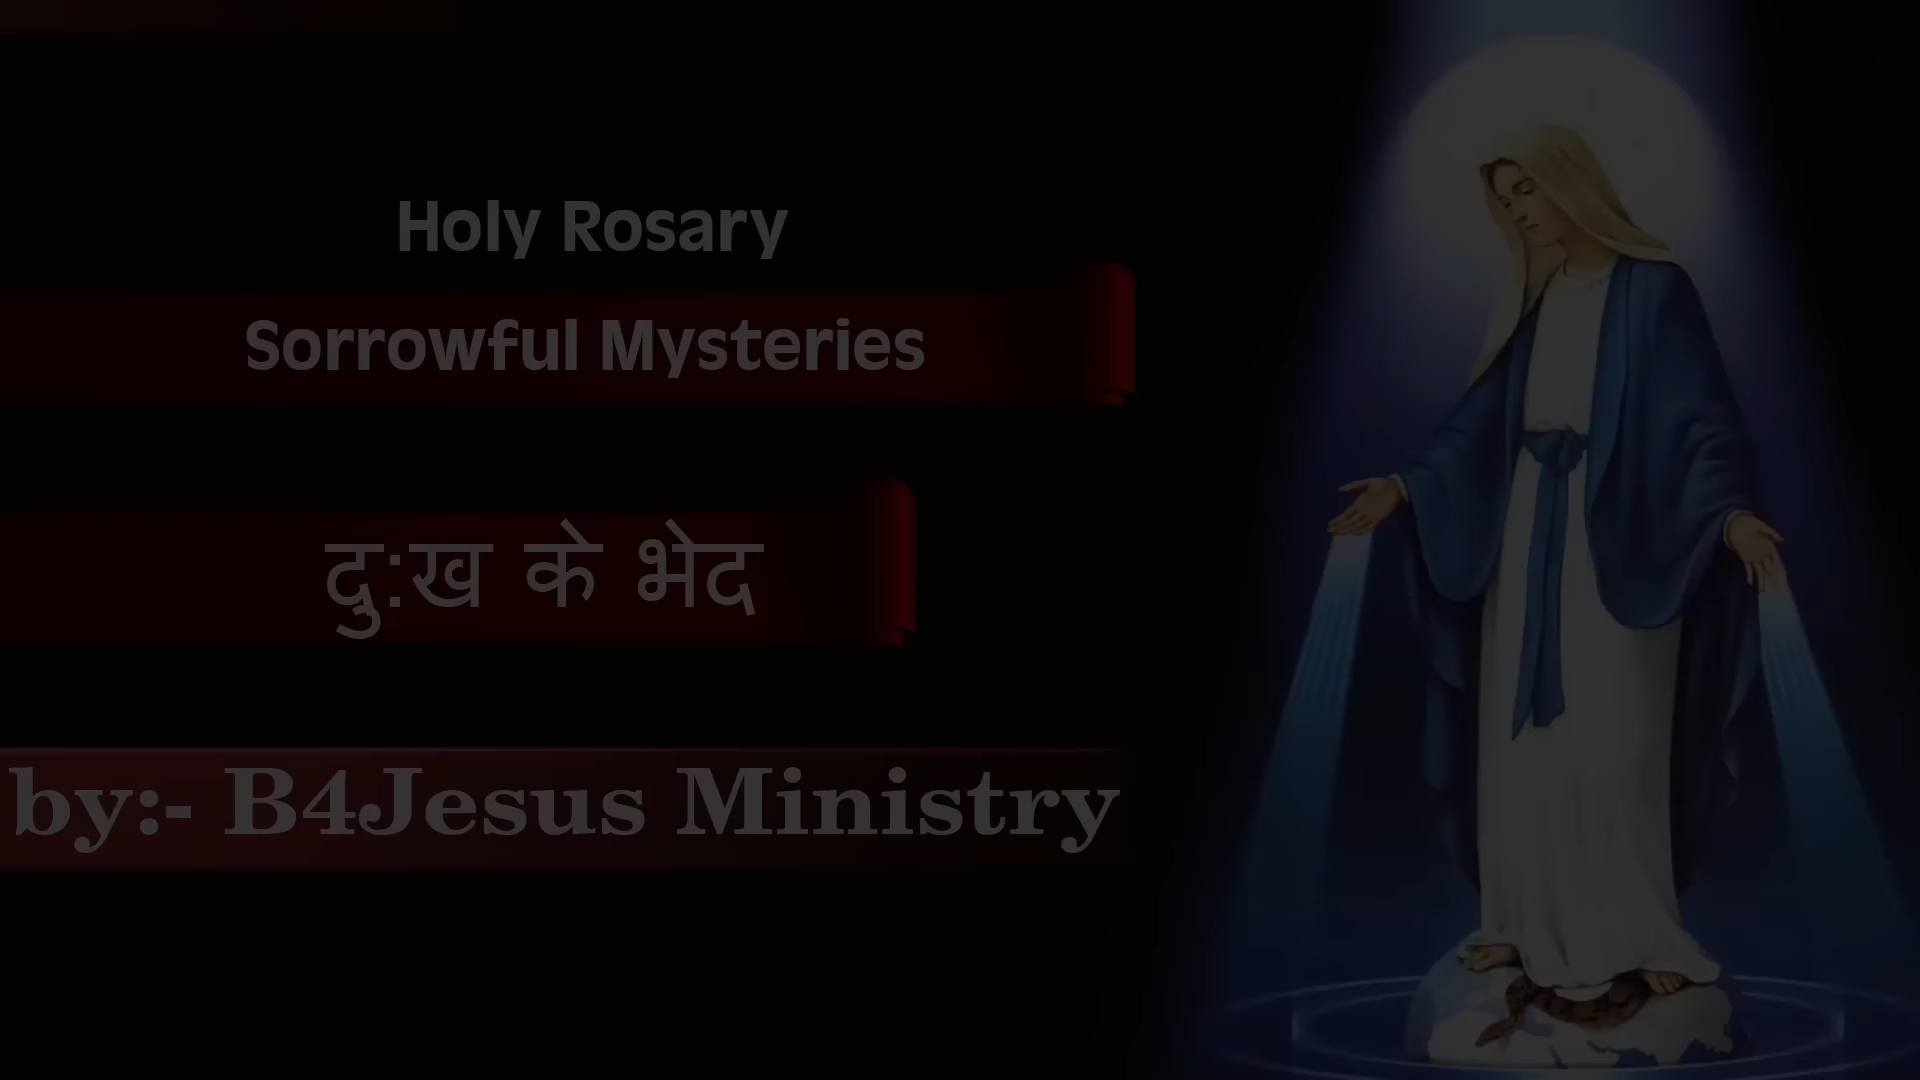 Holy Rosary
Sorrowful Mysteries
दु:ख के भेद
by:- B4Jesus Ministry